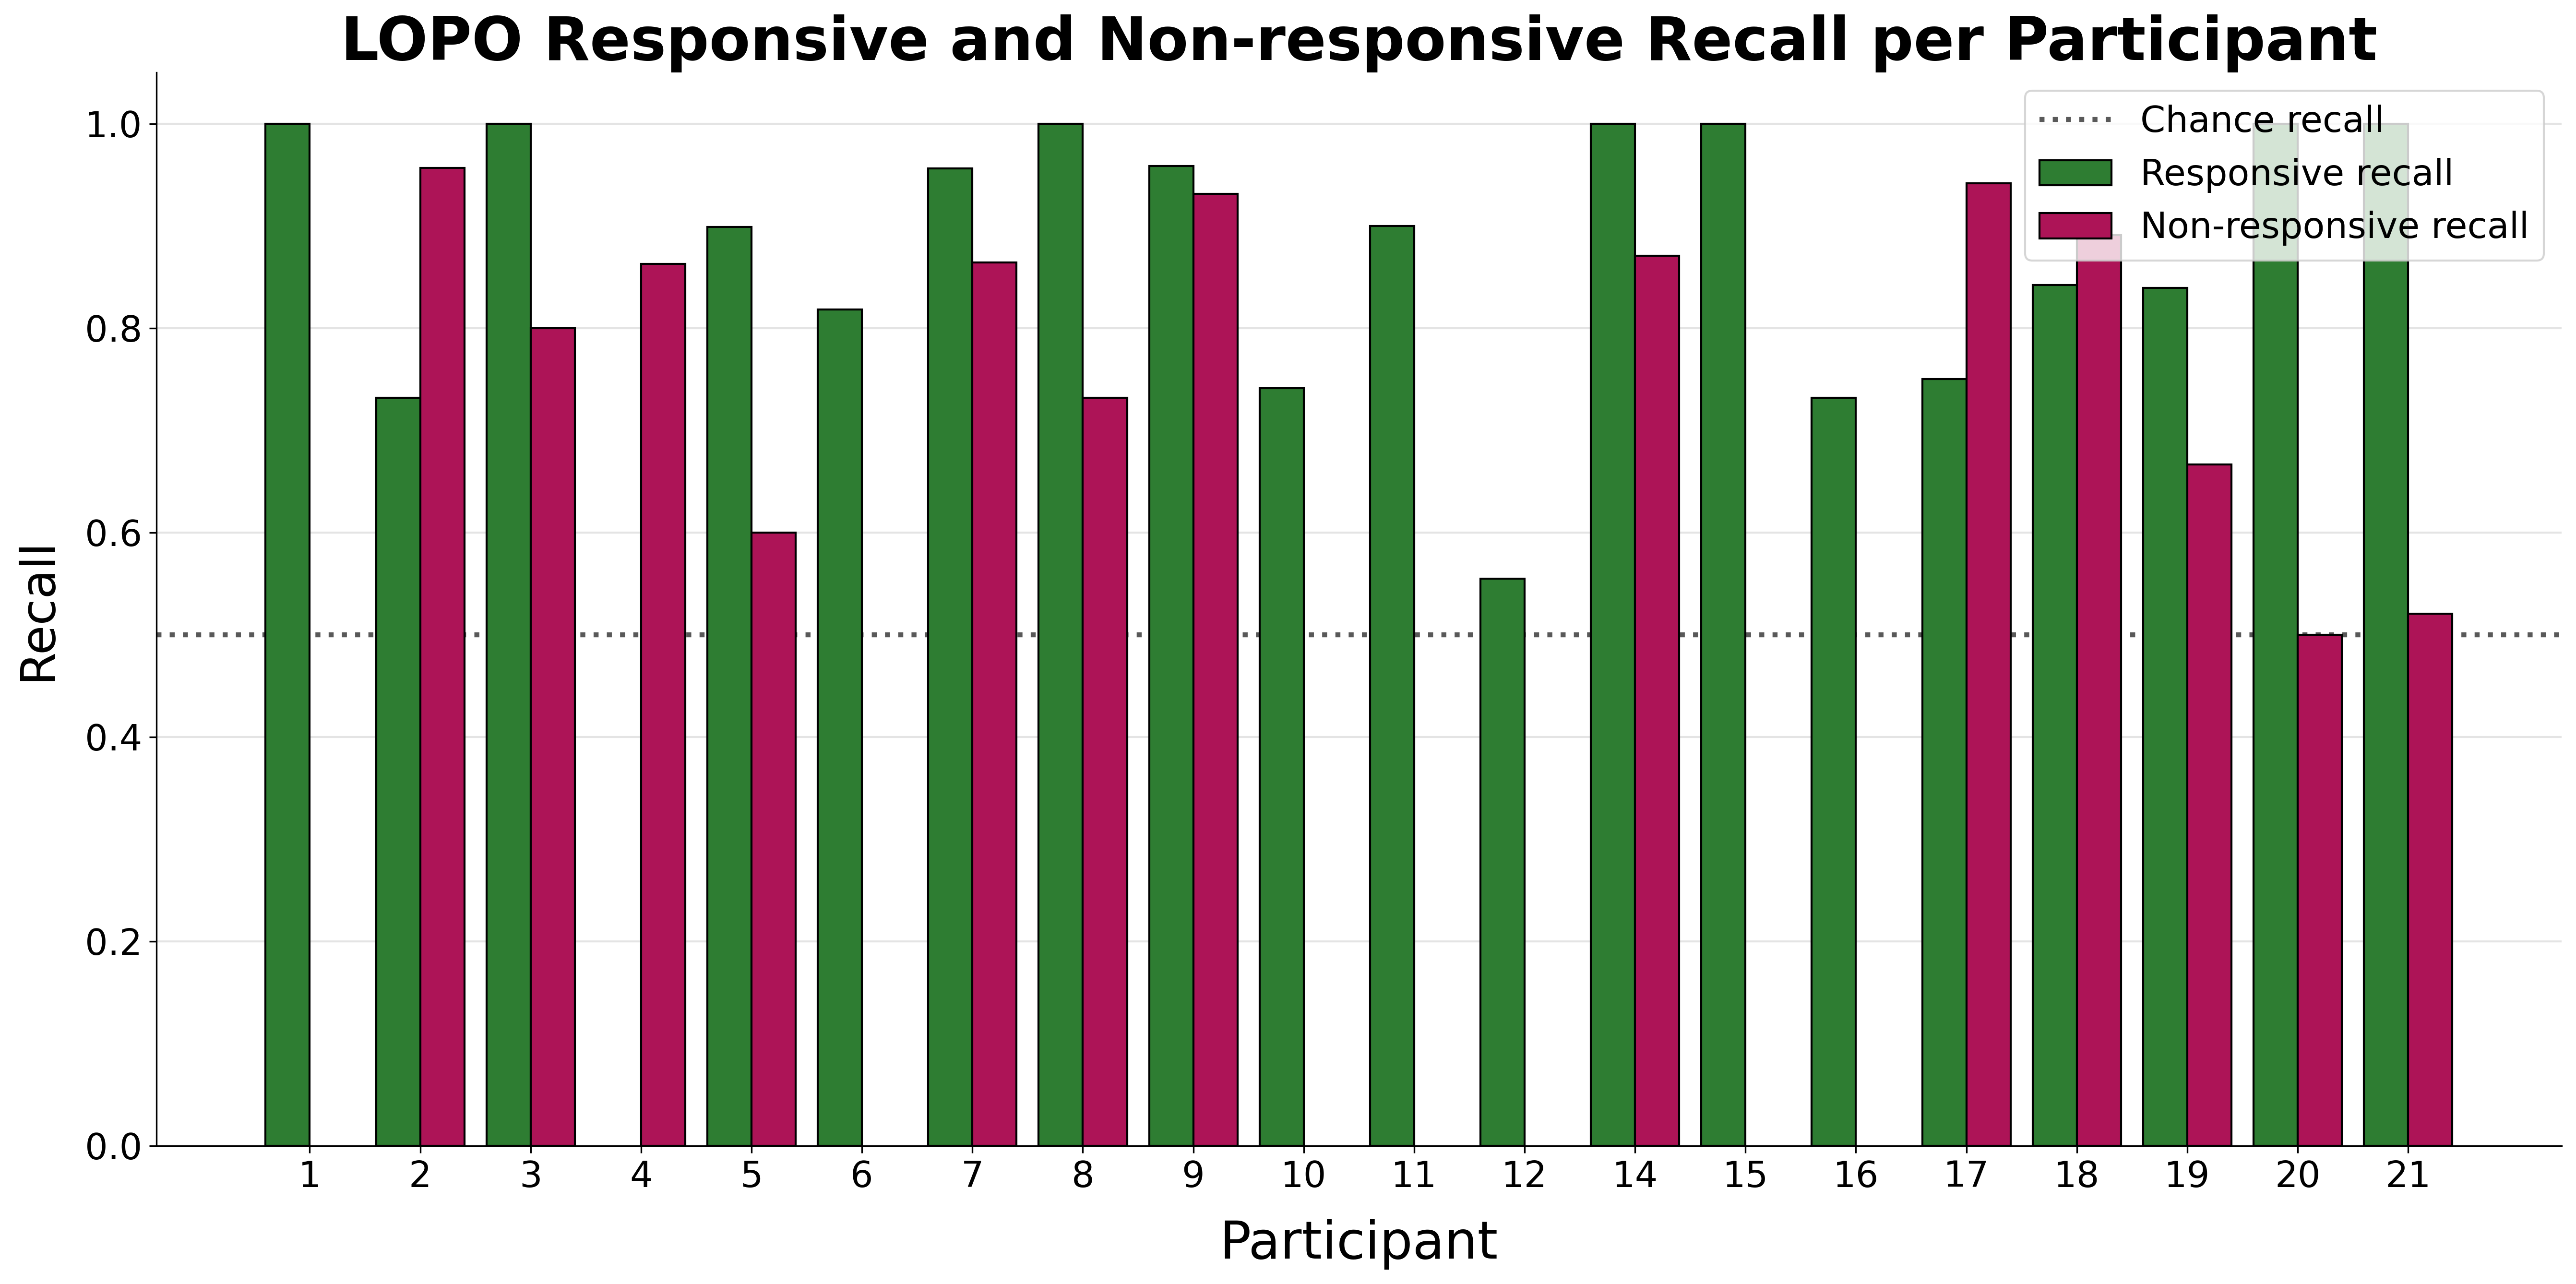 LOPO Responsive and Non-responsive Recall per Participant
1.0
0.8
0.6
0.4
0.2
0.0
Recall
Chance recall
Responsive recall
Non-responsive recall
1 2 3 4 5 6 7 8 9 10 11 12 14 15 16 17 18 19 20 21
Participant